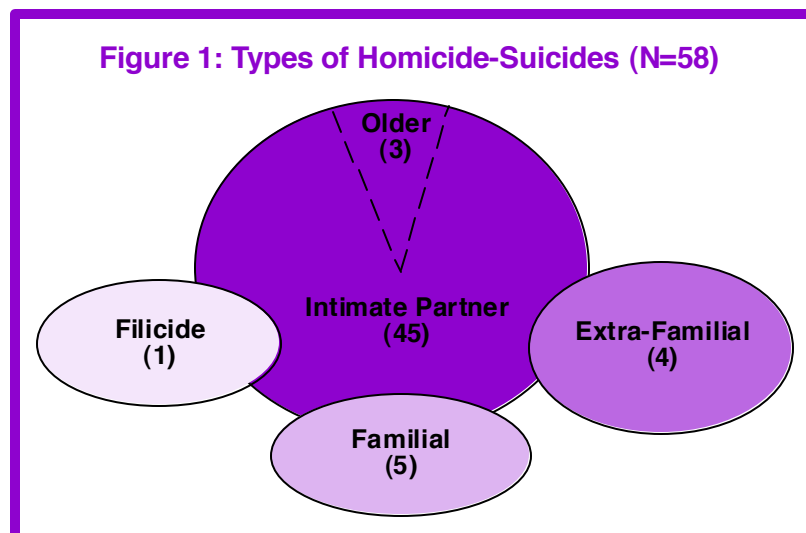 Figure 1: Types of Homicide-Suicides (N=58)
Older
(3)
Intimate Partner
(45)
Filicide
(1)
Extra-Familial
(4)
Familial
(5)